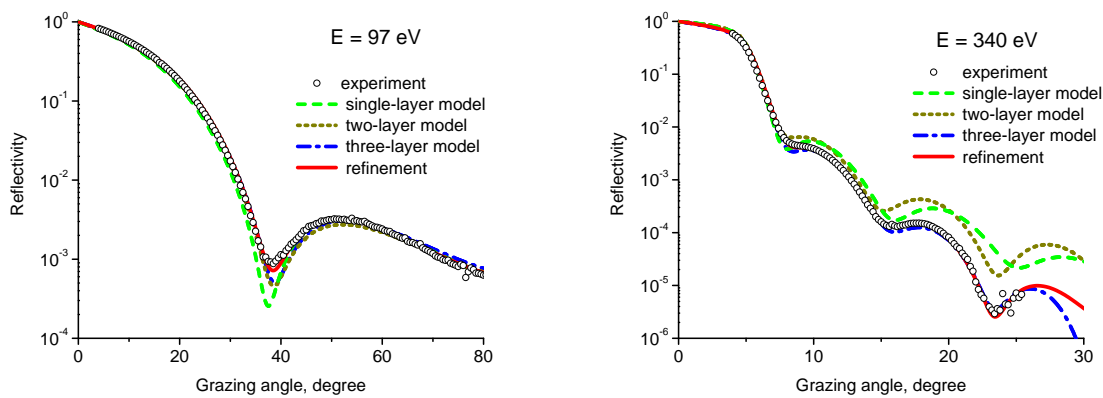 E = 97 eV
experiment
single-layer model
two-layer model
three-layer model
refinement
Reflectivity
10^0
10^-1
10^-2
10^-3
10^-4
0 20 40 60 80
Grazing angle, degree
E = 340 eV
experiment
single-layer model
two-layer model
three-layer model
refinement
Reflectivity
10^0
10^-1
10^-2
10^-3
10^-4
10^-5
10^-6
0 10 20 30
Grazing angle, degree